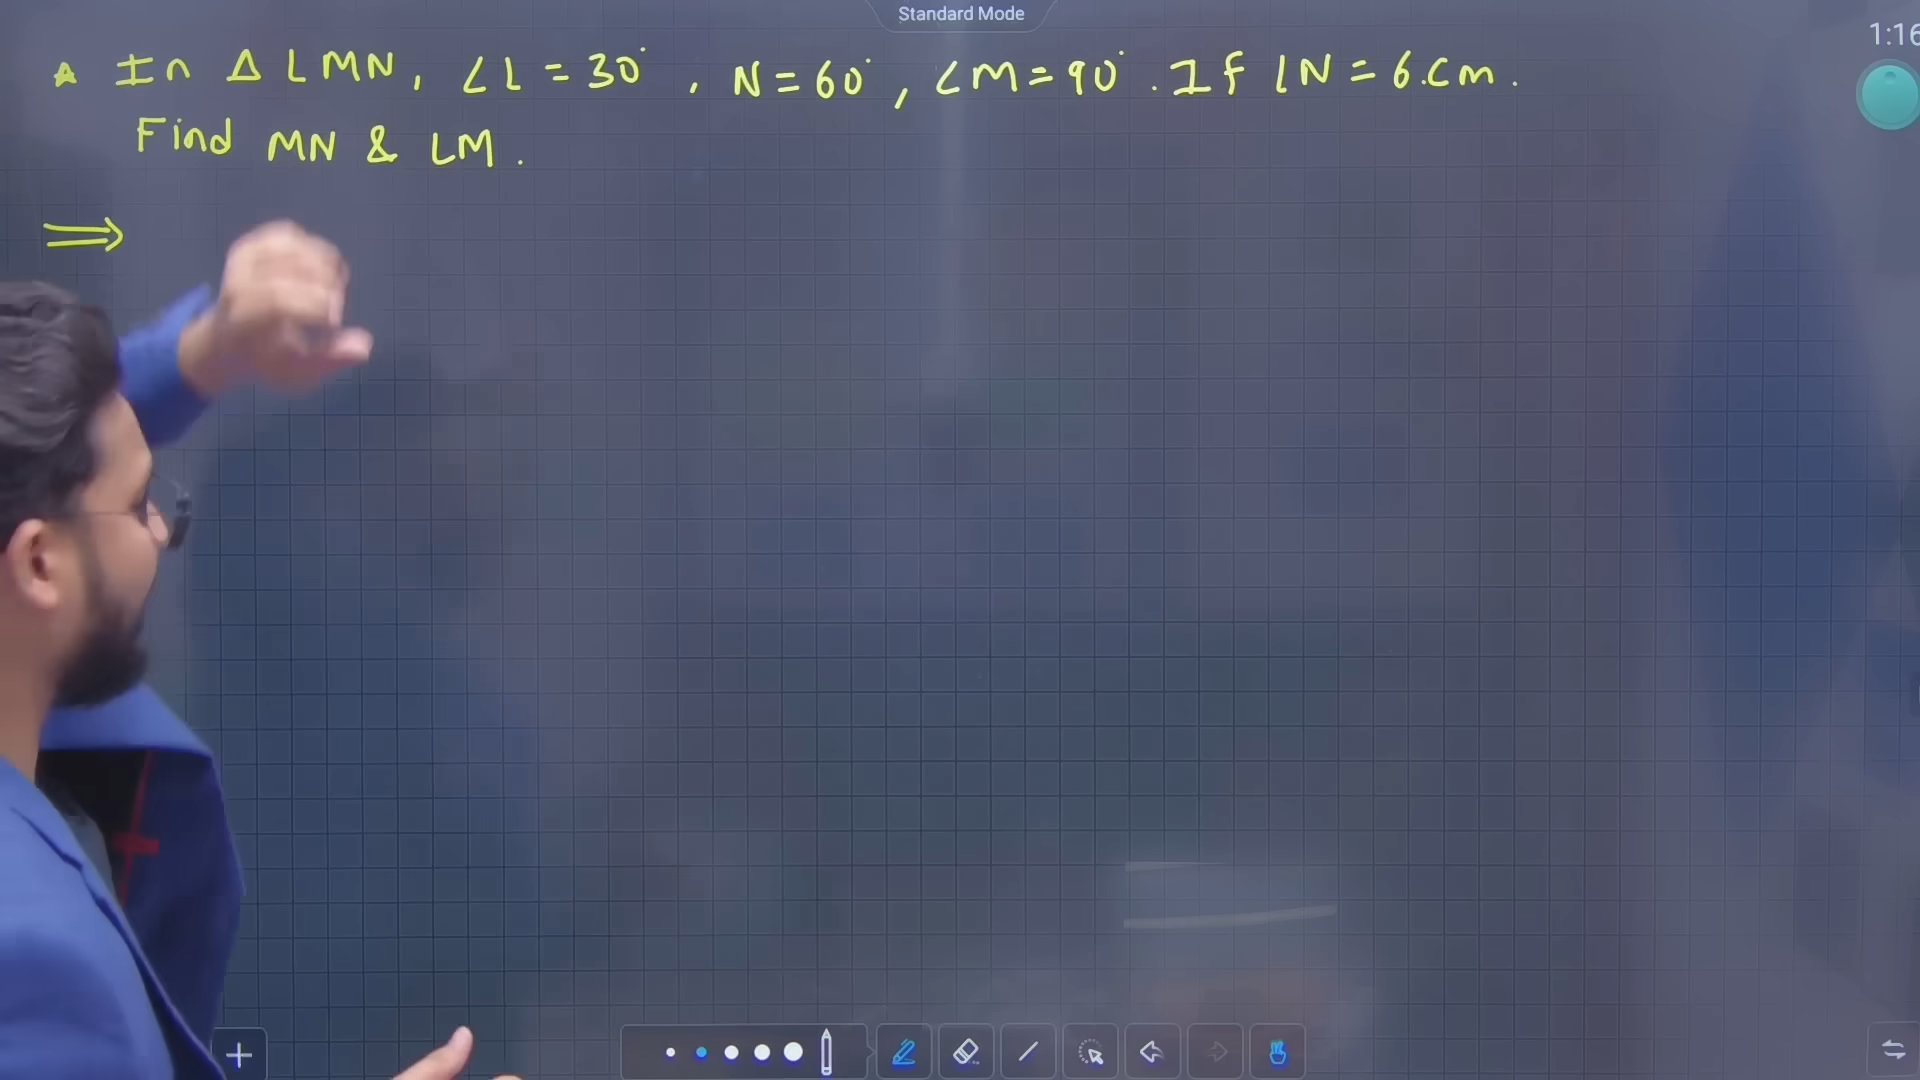 Standard Mode
1:16
In Δ LMN, ∠L = 30°, N = 60°, ∠M = 90°. If LN = 6.cm.
Find MN & LM.
⟹